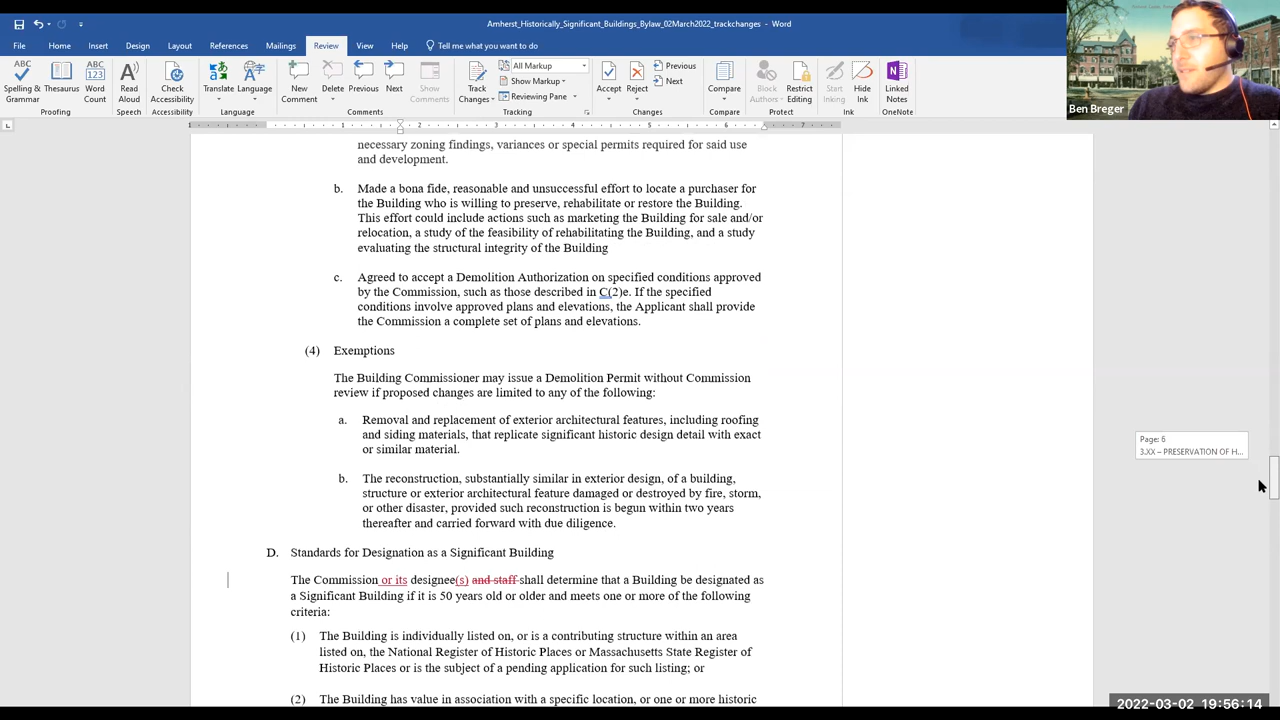 Amherst_Historically_Significant_Buildings_Bylaw_02March2022_trackchanges - Word
File Home Insert Design Layout References Mailings Review View Help Tell me what you want to do
Spelling & Grammar
Thesaurus
Word Count
Read Aloud
Check Accessibility
Translate
Language
New Comment
Delete
Previous
Next
Show Comments
Track Changes
All Markup
Show Markup
Reviewing Pane
Accept
Reject
Previous
Next
Compare
Block Authors
Restrict Editing
Start Inking
Hide Ink
Linked Notes
Proofing Speech Accessibility Language Comments Tracking Changes Compare Protect Ink OneNote
Ben Breger
1 1 2 3 4 5 6 7
necessary zoning findings, variances or special permits required for said use
and development.
b. Made a bona fide, reasonable and unsuccessful effort to locate a purchaser for
the Building who is willing to preserve, rehabilitate or restore the Building.
This effort could include actions such as marketing the Building for sale and/or
relocation, a study of the feasibility of rehabilitating the Building, and a study
evaluating the structural integrity of the Building
c. Agreed to accept a Demolition Authorization on specified conditions approved
by the Commission, such as those described in C(2)e. If the specified
conditions involve approved plans and elevations, the Applicant shall provide
the Commission a complete set of plans and elevations.
(4) Exemptions
The Building Commissioner may issue a Demolition Permit without Commission
review if proposed changes are limited to any of the following:
a. Removal and replacement of exterior architectural features, including roofing
and siding materials, that replicate significant historic design detail with exact
or similar material.
b. The reconstruction, substantially similar in exterior design, of a building,
structure or exterior architectural feature damaged or destroyed by fire, storm,
or other disaster, provided such reconstruction is begun within two years
thereafter and carried forward with due diligence.
Page: 6
3.XX – PRESERVATION OF H...
D. Standards for Designation as a Significant Building
The Commission or its designee(s) and staff shall determine that a Building be designated as
a Significant Building if it is 50 years old or older and meets one or more of the following
criteria:
(1) The Building is individually listed on, or is a contributing structure within an area
listed on, the National Register of Historic Places or Massachusetts State Register of
Historic Places or is the subject of a pending application for such listing; or
(2) The Building has value in association with a specific location, or one or more historic
2022-03-02 19:56:14